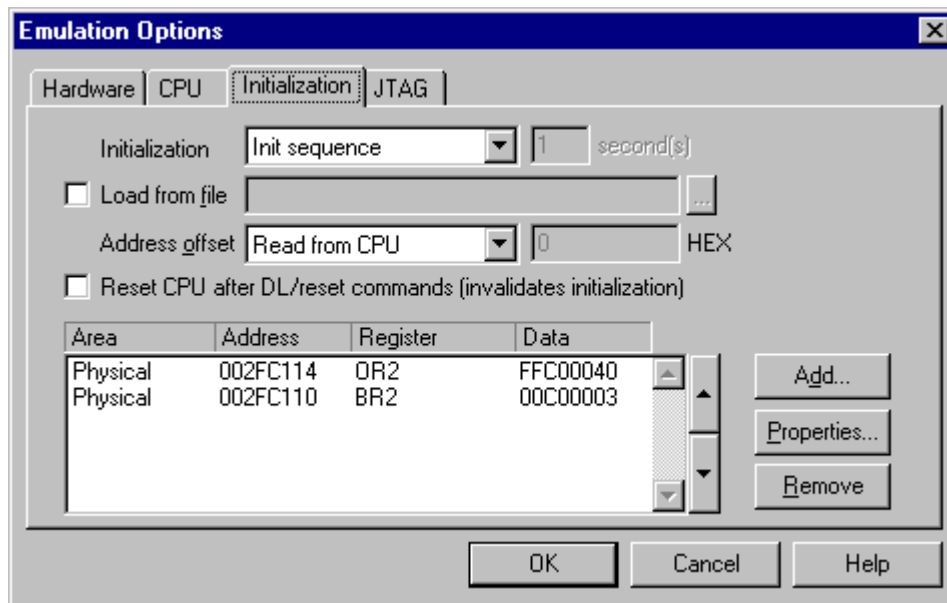 Emulation Options
Hardware CPU Initialization JTAG
Initialization Init sequence 1 second(s)
Load from file ...
Address offset Read from CPU 0 HEX
Reset CPU after DL/reset commands (invalidates initialization)
Area Address Register Data
Physical 002FC114 OR2 FFC00040
Physical 002FC110 BR2 00C00003
Add...
Properties...
Remove
OK Cancel Help